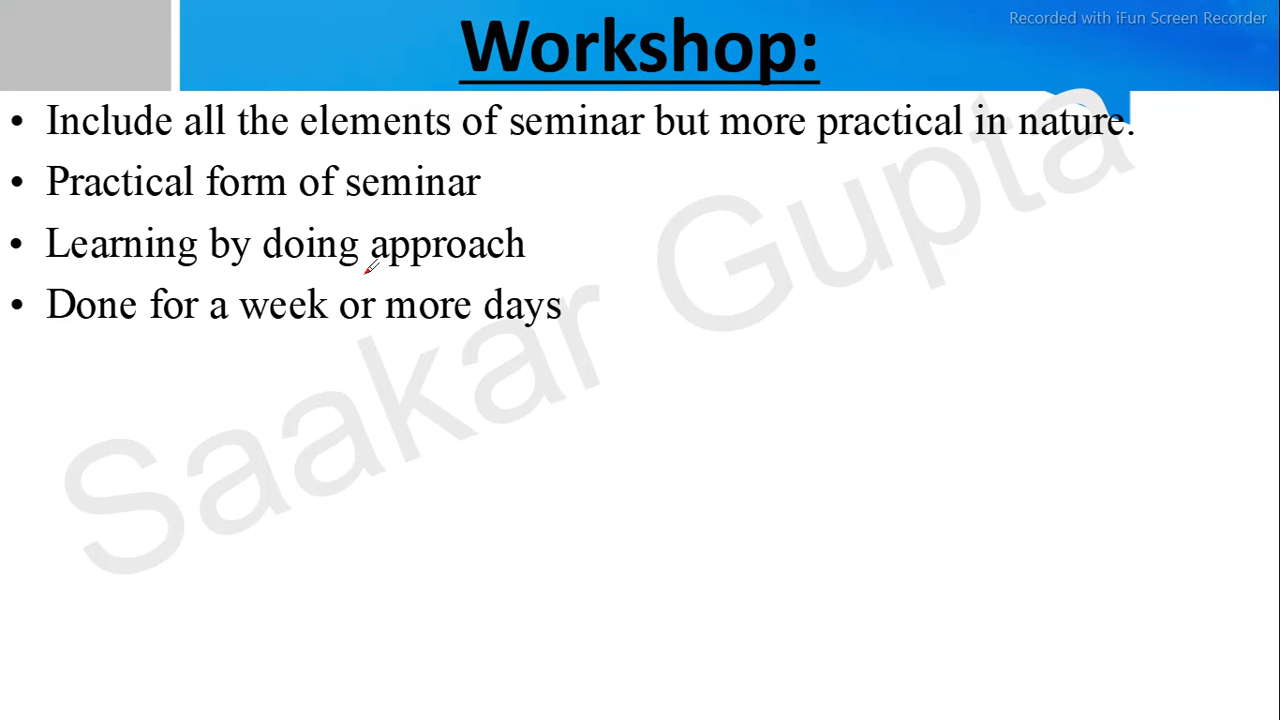 Recorded with iFun Screen Recorder
Workshop:
• Include all the elements of seminar but more practical in nature.
• Practical form of seminar
• Learning by doing approach
• Done for a week or more days
Saakar Gupta